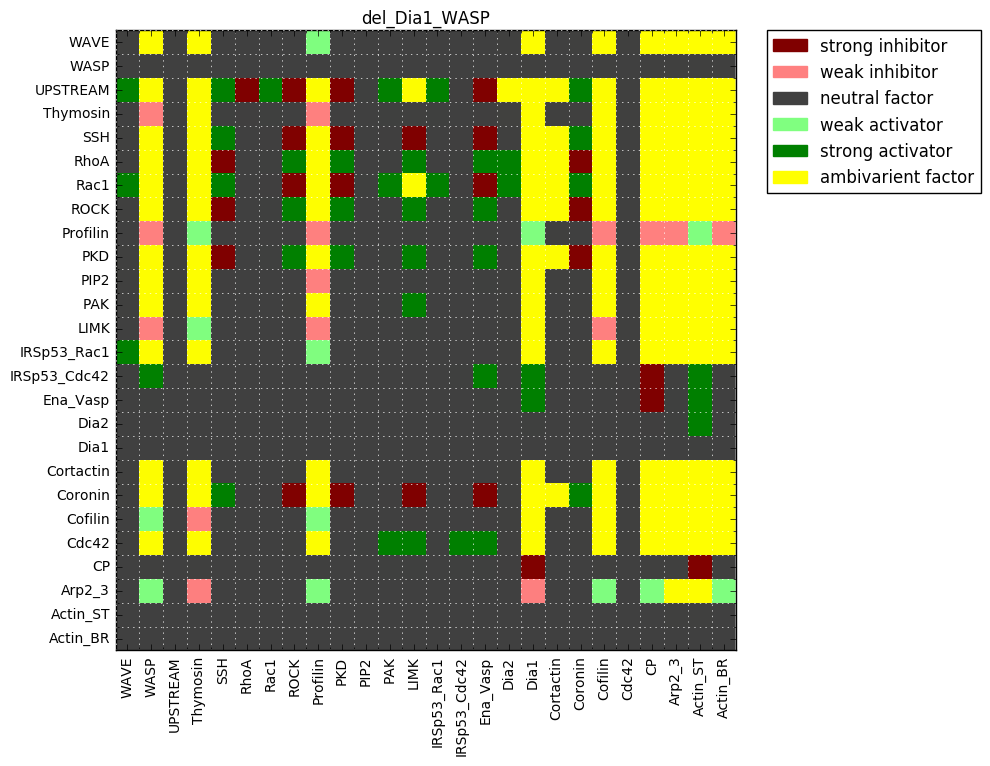 del_Dia1_WASP
WAVE
WASP
UPSTREAM
Thymosin
SSH
RhoA
Rac1
ROCK
Profilin
PKD
PIP2
PAK
LIMK
IRSp53_Rac1
IRSp53_Cdc42
Ena_Vasp
Dia2
Dia1
Cortactin
Coronin
Cofilin
Cdc42
CP
Arp2_3
Actin_ST
Actin_BR
WAVE
WASP
UPSTREAM
Thymosin
SSH
RhoA
Rac1
ROCK
Profilin
PKD
PIP2
PAK
LIMK
IRSp53_Rac1
IRSp53_Cdc42
Ena_Vasp
Dia2
Dia1
Cortactin
Coronin
Cofilin
Cdc42
CP
Arp2_3
Actin_ST
Actin_BR
strong inhibitor
weak inhibitor
neutral factor
weak activator
strong activator
ambivarient factor